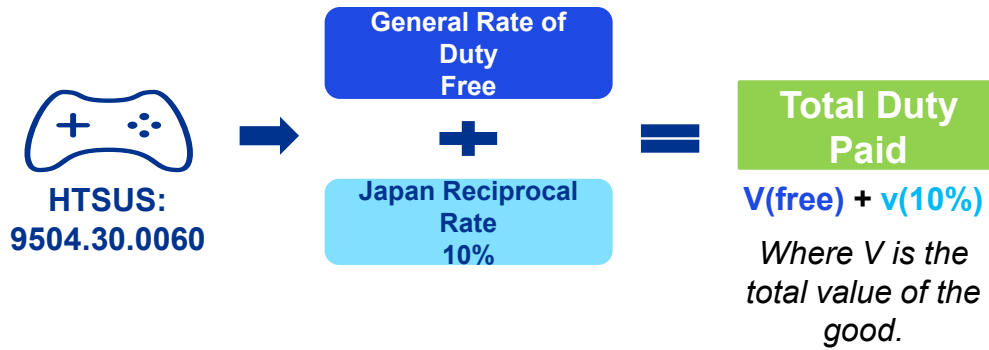 General Rate of
Duty
Free
HTSUS:
9504.30.0060
Japan Reciprocal
Rate
10%
Total Duty
Paid
V(free) + v(10%)
Where V is the
total value of the
good.